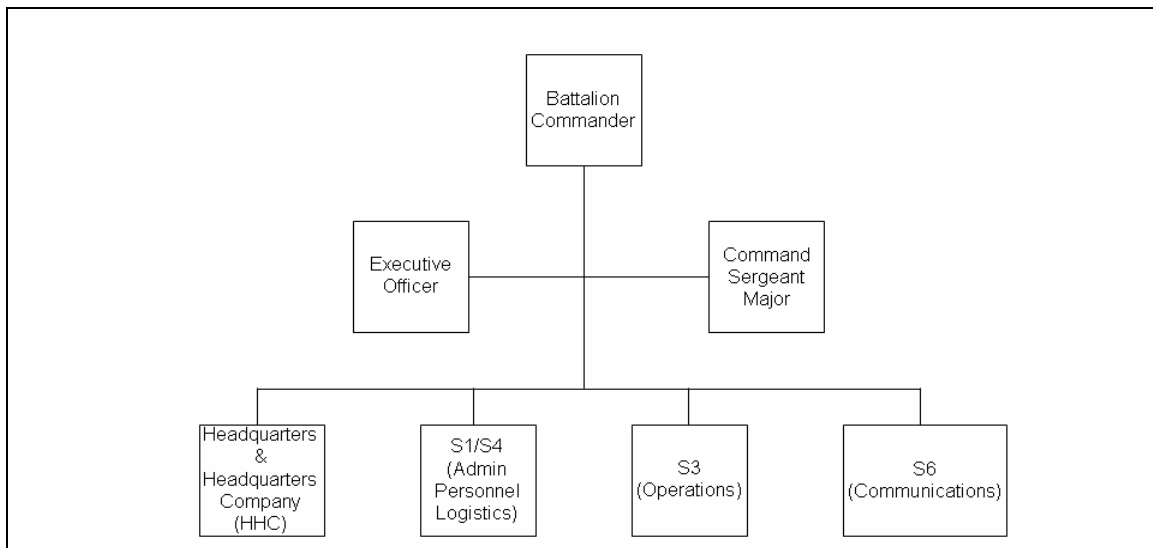 Battalion
Commander
Executive
Officer
Command
Sergeant
Major
Headquarters
&
Headquarters
Company
(HHC)
S1/S4
(Admin
Personnel
Logistics)
S3
(Operations)
S6
(Communications)